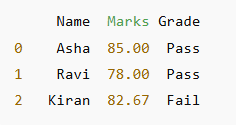 Name Marks Grade
0 Asha 85.00 Pass
1 Ravi 78.00 Pass
2 Kiran 82.67 Fail